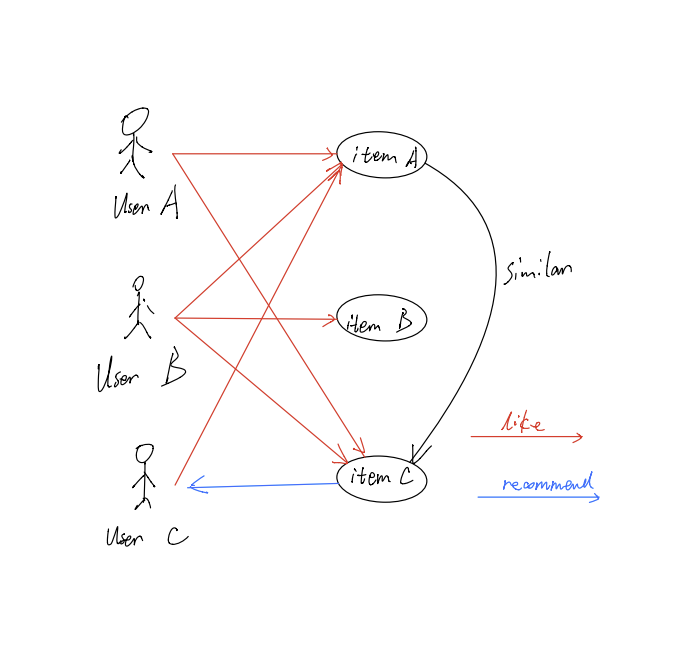 User A
item A
similar
User B
item B
like
item C
recommend
User C